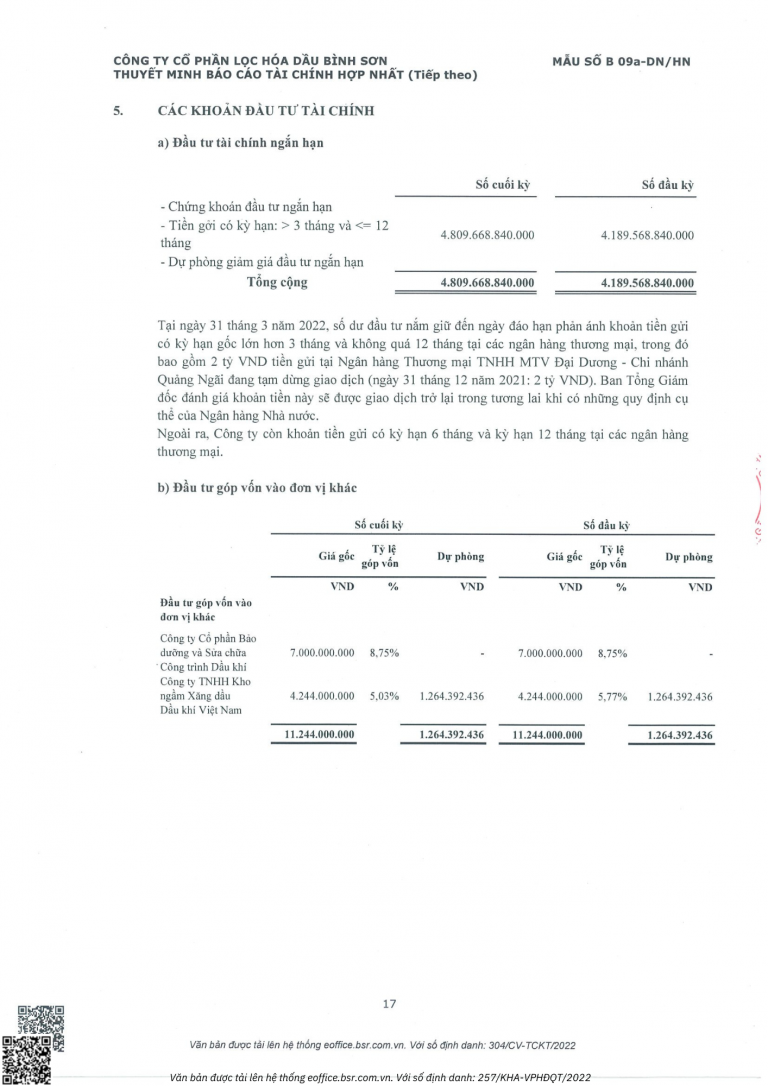 CÔNG TY CỔ PHẦN LỌC HÓA DẦU BÌNH SƠN MẪU SỐ B 09a-DN/HN
THUYẾT MINH BÁO CÁO TÀI CHÍNH HỢP NHẤT (Tiếp theo)
5. CÁC KHOẢN ĐẦU TƯ TÀI CHÍNH
a) Đầu tư tài chính ngắn hạn
Số cuối kỳ Số đầu kỳ
- Chứng khoán đầu tư ngắn hạn
- Tiền gởi có kỳ hạn: > 3 tháng và <= 12
tháng 4.809.668.840.000 4.189.568.840.000
- Dự phòng giảm giá đầu tư ngắn hạn
Tổng cộng 4.809.668.840.000 4.189.568.840.000
Tại ngày 31 tháng 3 năm 2022, số dư đầu tư nắm giữ đến ngày đáo hạn phản ánh khoản tiền gửi
có kỳ hạn gốc lớn hơn 3 tháng và không quá 12 tháng tại các ngân hàng thương mại, trong đó
bao gồm 2 tỷ VND tiền gửi tại Ngân hàng Thương mại TNHH MTV Đại Dương - Chi nhánh
Quảng Ngãi đang tạm dừng giao dịch (ngày 31 tháng 12 năm 2021: 2 tỷ VND). Ban Tổng Giám
đốc đánh giá khoản tiền này sẽ được giao dịch trở lại trong tương lai khi có những quy định cụ
thể của Ngân hàng Nhà nước.
Ngoài ra, Công ty còn khoản tiền gửi có kỳ hạn 6 tháng và kỳ hạn 12 tháng tại các ngân hàng
thương mại.
b) Đầu tư góp vốn vào đơn vị khác
Số cuối kỳ Số đầu kỳ
Giá gốc Tỷ lệ góp vốn Dự phòng Giá gốc Tỷ lệ góp vốn Dự phòng
VND % VND VND % VND
Đầu tư góp vốn vào
đơn vị khác
Công ty Cổ phần Bảo
dưỡng và Sửa chữa 7.000.000.000 8,75% - 7.000.000.000 8,75% -
Công trình Dầu khí
Công ty TNHH Kho
ngầm Xăng dầu 4.244.000.000 5,03% 1.264.392.436 4.244.000.000 5,77% 1.264.392.436
Dầu khí Việt Nam
11.244.000.000 1.264.392.436 11.244.000.000 1.264.392.436
17
Văn bản được tải lên hệ thống eoffice.bsr.com.vn. Với số định danh: 304/CV-TCKT/2022
Văn bản được tải lên hệ thống eoffice.bsr.com.vn. Với số định danh: 257/KHA-VPHĐQT/2022